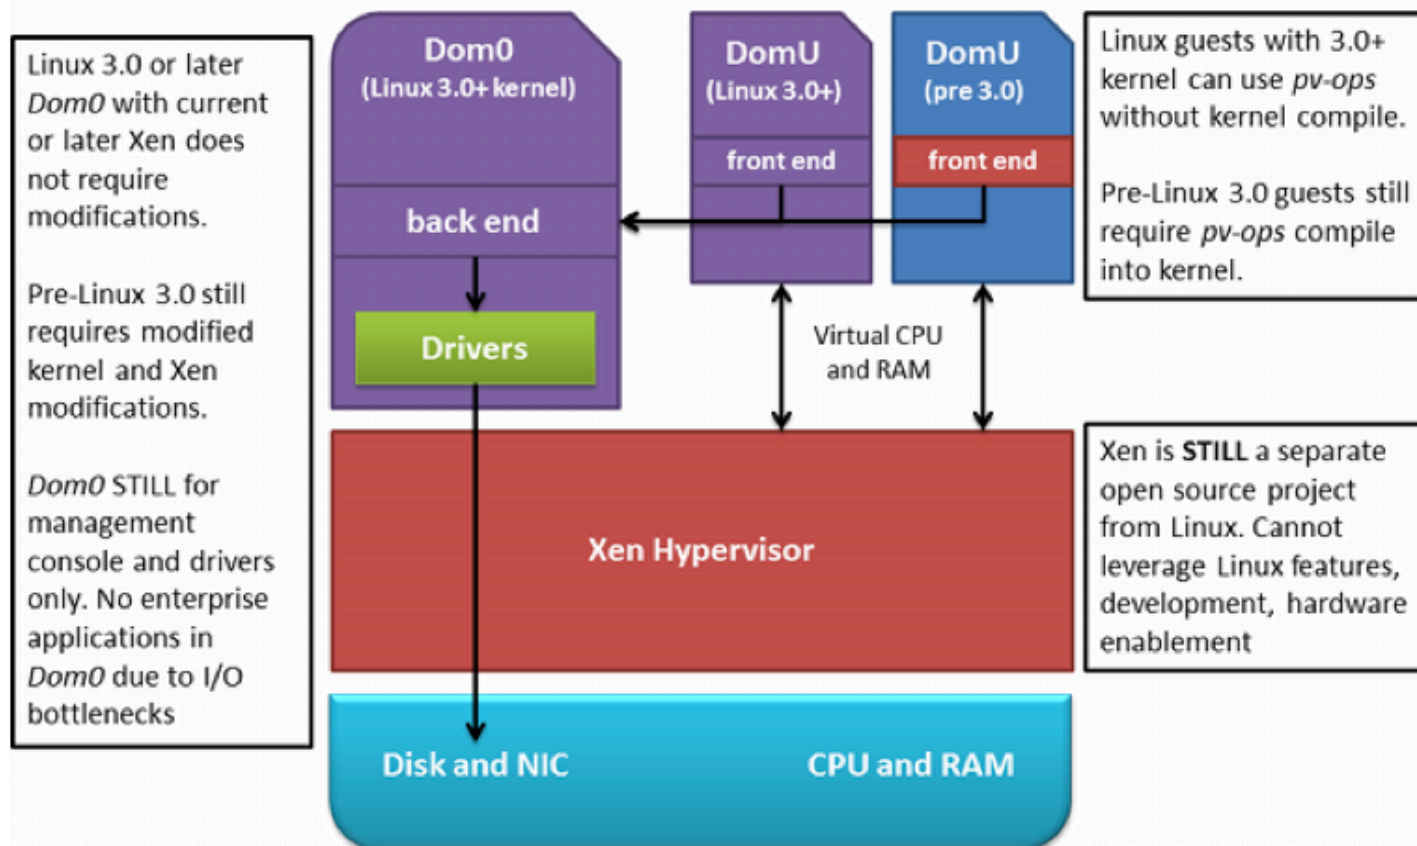 Linux 3.0 or later
Dom0 with current
or later Xen does
not require
modifications.
Pre-Linux 3.0 still
requires modified
kernel and Xen
modifications.
Dom0 STILL for
management
console and drivers
only. No enterprise
applications in
Dom0 due to I/O
bottlenecks
Dom0
(Linux 3.0+ kernel)
back end
Drivers
DomU
(Linux 3.0+)
front end
DomU
(pre 3.0)
front end
Virtual CPU
and RAM
Linux guests with 3.0+
kernel can use pv-ops
without kernel compile.
Pre-Linux 3.0 guests still
require pv-ops compile
into kernel.
Xen Hypervisor
Xen is STILL a separate
open source project
from Linux. Cannot
leverage Linux features,
development, hardware
enablement
Disk and NIC
CPU and RAM